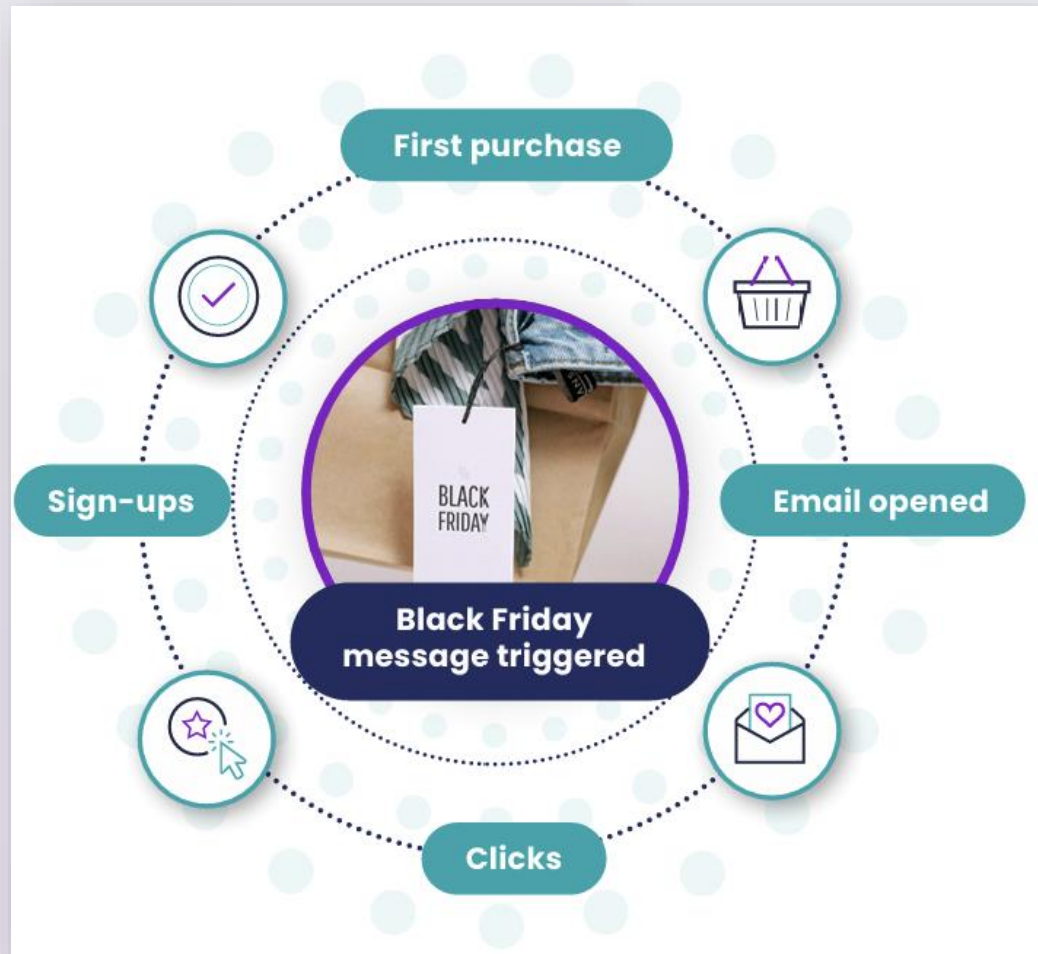 First purchase
Sign-ups
BLACK
FRIDAY
Email opened
Black Friday
message triggered
Clicks